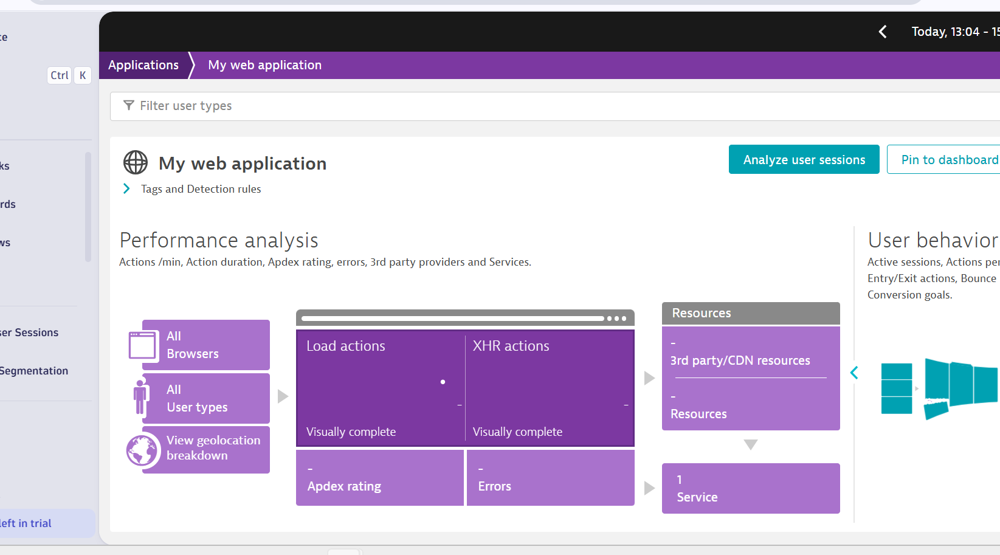 ce
Ctrl K
ks
rds
ws
ser Sessions
Segmentation
left in trial
Today, 13:04 - 15
Applications
My web application
Filter user types
My web application
Analyze user sessions
Pin to dashboard
Tags and Detection rules
Performance analysis
Actions /min, Action duration, Apdex rating, errors, 3rd party providers and Services.
All
Browsers
All
User types
View geolocation
breakdown
Load actions
-
Visually complete
XHR actions
-
Visually complete
-
Apdex rating
-
Errors
Resources
-
3rd party/CDN resources
-
Resources
1
Service
User behavior
Active sessions, Actions per
Entry/Exit actions, Bounce
Conversion goals.